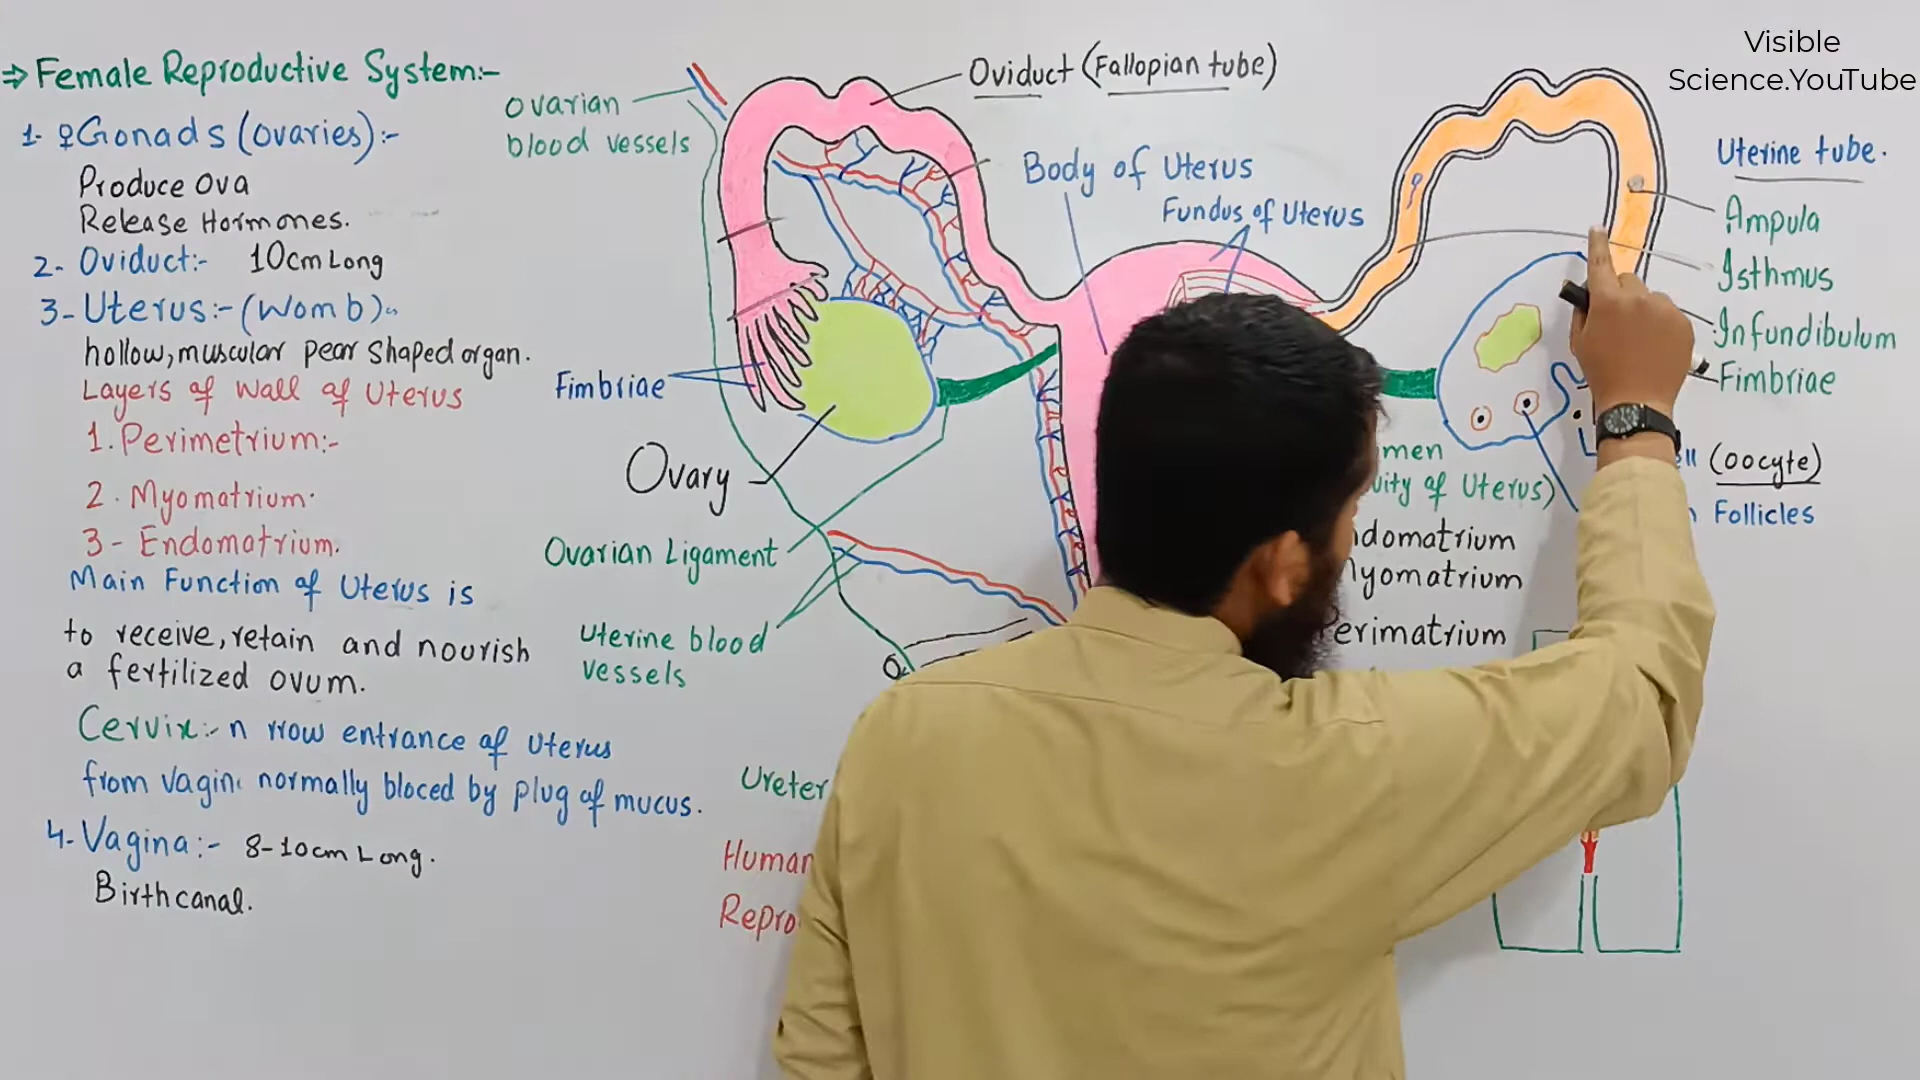 Visible
Science.YouTube
⇒ Female Reproductive System:-
1- ♀Gonads (ovaries):-
Produce Ova
Release Hormones.
2- Oviduct:- 10cm Long
3- Uterus:- (Womb)
hollow, muscular pear shaped organ.
Layers of Wall of Uterus
1. Perimetrium:-
2. Myomatrium.
3- Endomatrium.
Main Function of Uterus is
to receive, retain and nourish
a fertilized ovum.
Cervix:- n rrow entrance of Uterus
from Vagin normally bloced by plug of mucus.
4- Vagina:- 8-10cm Long.
Birth canal.
Ovarian
blood vessels
Oviduct (Fallopian tube)
Body of Uterus
Fundus of Uterus
Fimbriae
Ovary
Ovarian Ligament
Uterine blood
vessels
Ureter
Human
Repro
Uterine tube.
Ampula
Isthmus
Infundibulum
Fimbriae
(oocyte)
Follicles
men
vity of Uterus)
domatrium
yomatrium
erimatrium